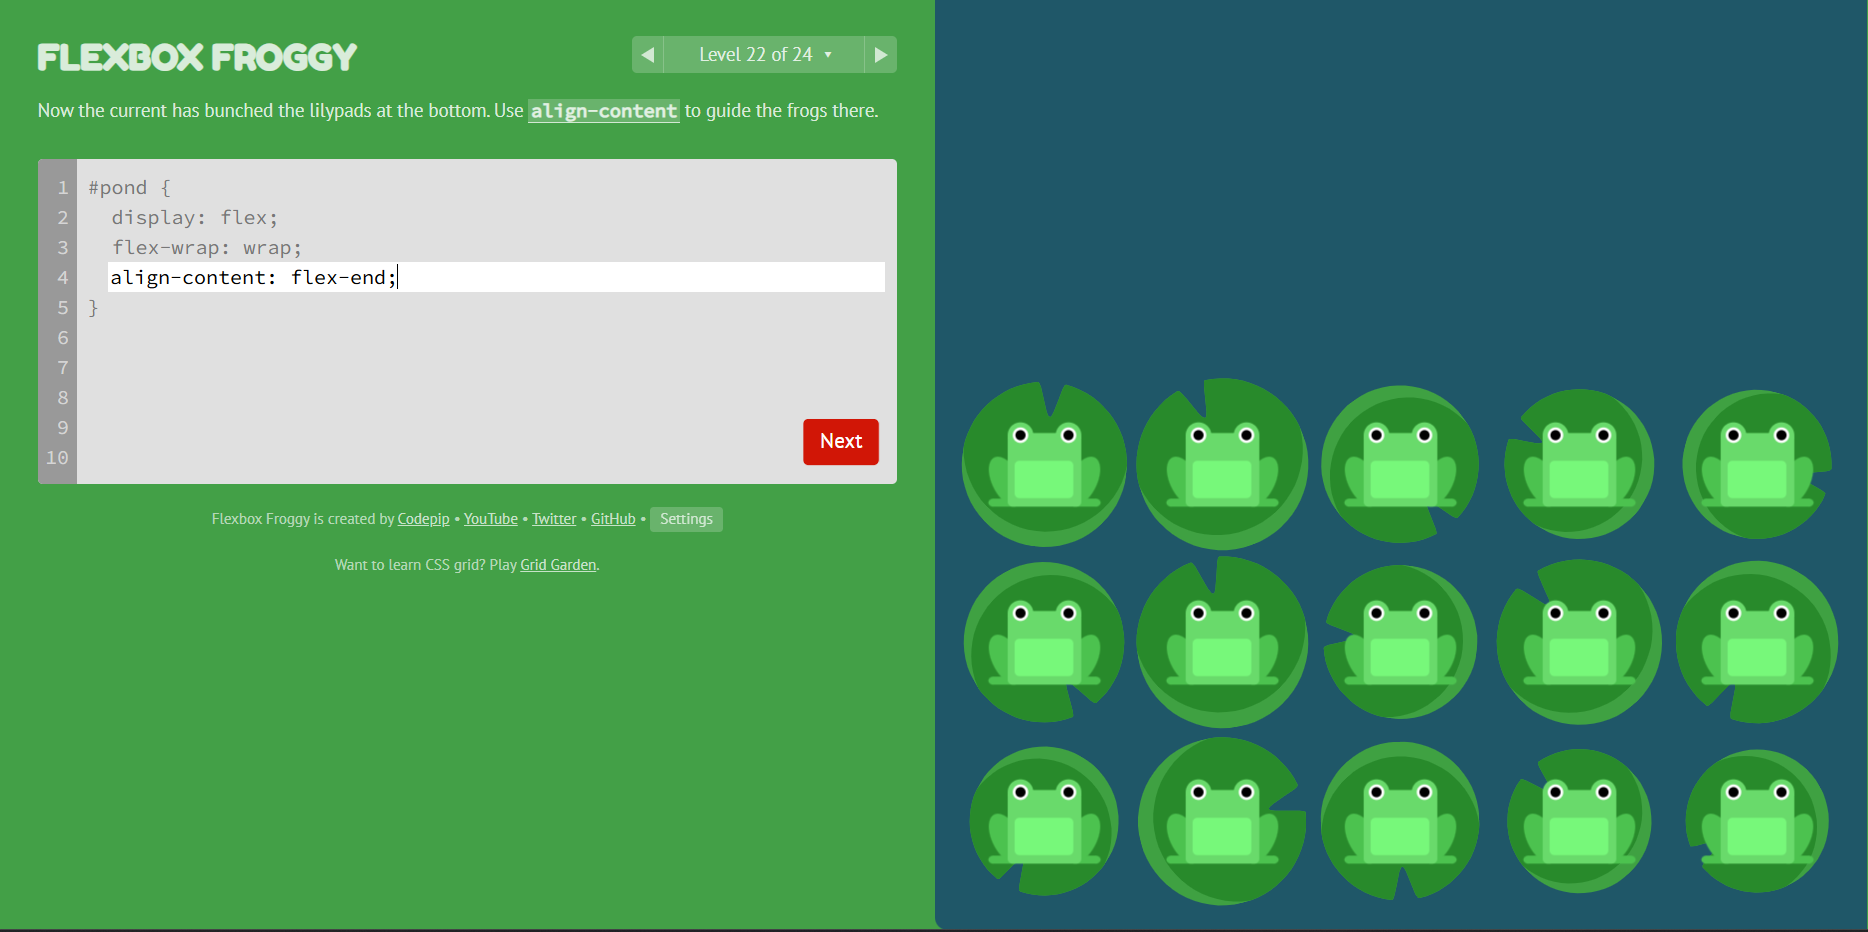 FLEXBOX FROGGY
Level 22 of 24
Now the current has bunched the lilypads at the bottom. Use align-content to guide the frogs there.
1 #pond {
2 display: flex;
3 flex-wrap: wrap;
4 align-content: flex-end;
5 }
6
7
8
9
10
Next
Flexbox Froggy is created by Codepip • YouTube • Twitter • GitHub • Settings
Want to learn CSS grid? Play Grid Garden.